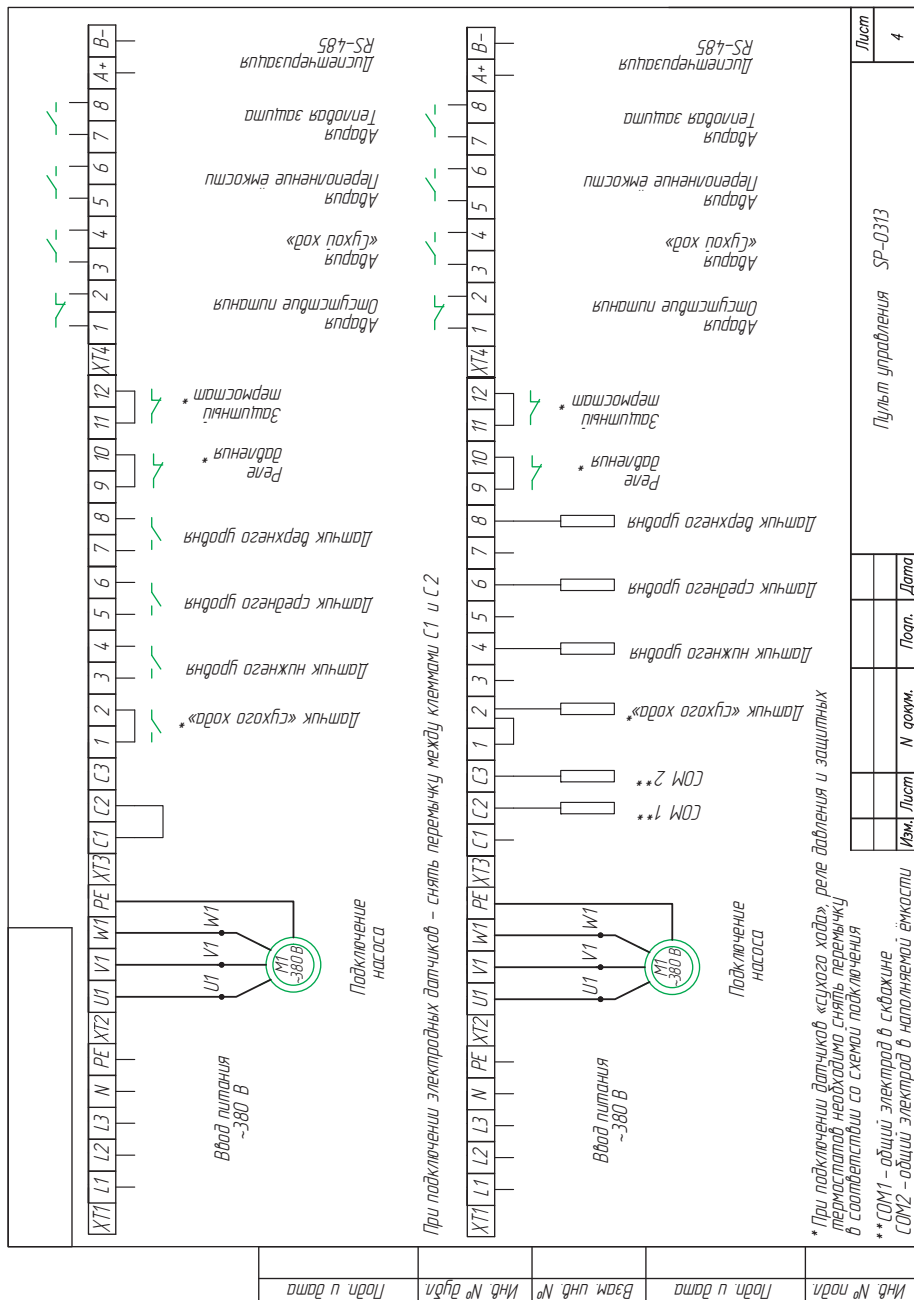 XT1 L1 L2 L3 N PE XT2 U1 V1 W1 PE XT3 C1 C2 C3 1 2 3 4 5 6 7 8 9 10 11 12 XT4 1 2 3 4 5 6 7 8 A+ B-
Ввод питания
~380 В
U1 V1 W1
M1
~380 В
Подключение
насоса
Датчик «сухого хода» *
Датчик нижнего уровня
Датчик среднего уровня
Датчик верхнего уровня
Реле
давления *
Защитный
термостат *
Авария
Отсутствие питания
Авария
«Сухой ход»
Авария
Переполнение ёмкости
Авария
Тепловая защита
Диспетчеризация
RS-485
При подключении электродных датчиков - снять перемычку между клеммами С1 и С2
XT1 L1 L2 L3 N PE XT2 U1 V1 W1 PE XT3 C1 C2 C3 1 2 3 4 5 6 7 8 9 10 11 12 XT4 1 2 3 4 5 6 7 8 A+ B-
Ввод питания
~380 В
U1 V1 W1
M1
~380 В
Подключение
насоса
COM 1**
COM 2**
Датчик «сухого хода»*
Датчик нижнего уровня
Датчик среднего уровня
Датчик верхнего уровня
Реле
давления *
Защитный
термостат *
Авария
Отсутствие питания
Авария
«Сухой ход»
Авария
Переполнение ёмкости
Авария
Тепловая защита
Диспетчеризация
RS-485
* При подключении датчиков «сухого хода», реле давления и защитных
термостатов необходимо снять перемычку
в соответствии со схемой подключения
**COM1 - общий электрод в скважине
COM2 - общий электрод в наполняемой ёмкости
Изм. Лист N докум. Подп. Дата
Пульт управления SP-0313
Лист
4
Инв. № подл.
Подп. и дата
Взам. инв. №
Инв. № дубл.
Подп. и дата